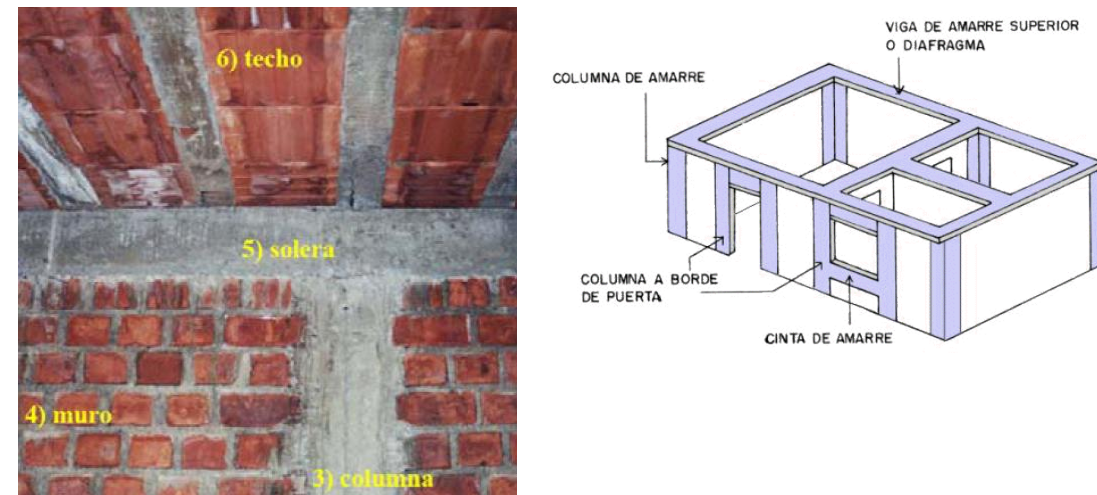 6) techo
5) solera
4) muro
3) columna
VIGA DE AMARRE SUPERIOR
O DIAFRAGMA
COLUMNA DE AMARRE
COLUMNA A BORDE
DE PUERTA
CINTA DE AMARRE